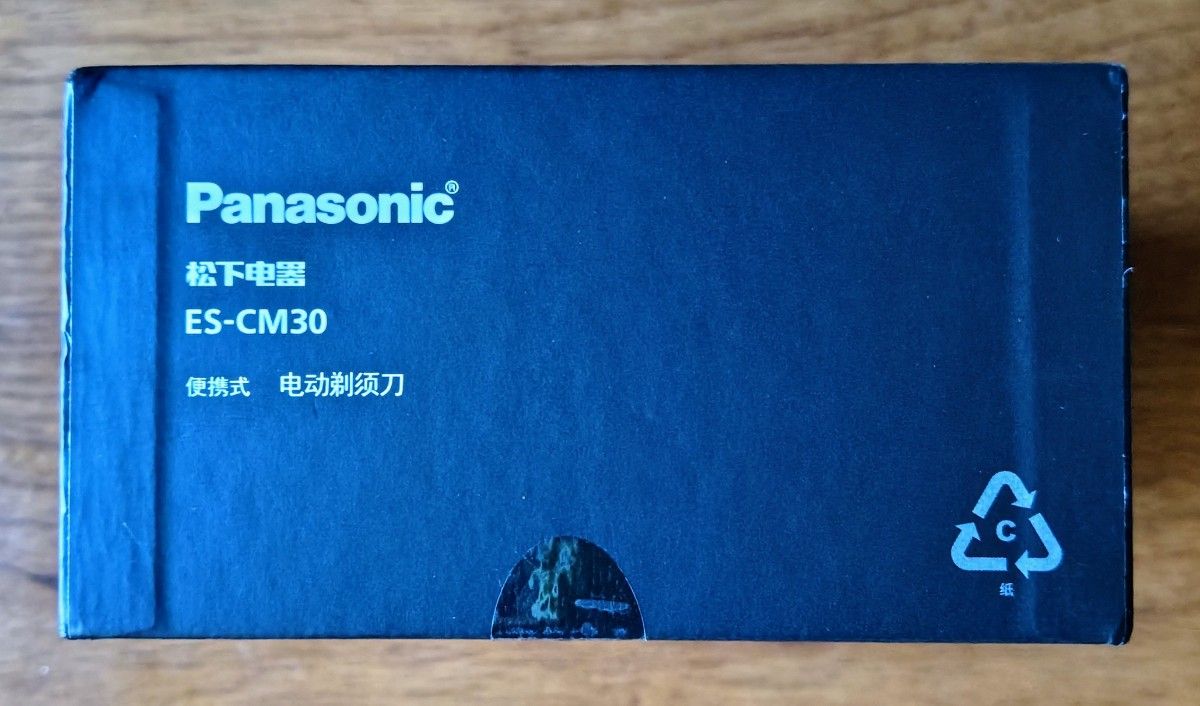 Panasonic®
松下电器
ES-CM30
便携式 电动剃须刀
C
纸